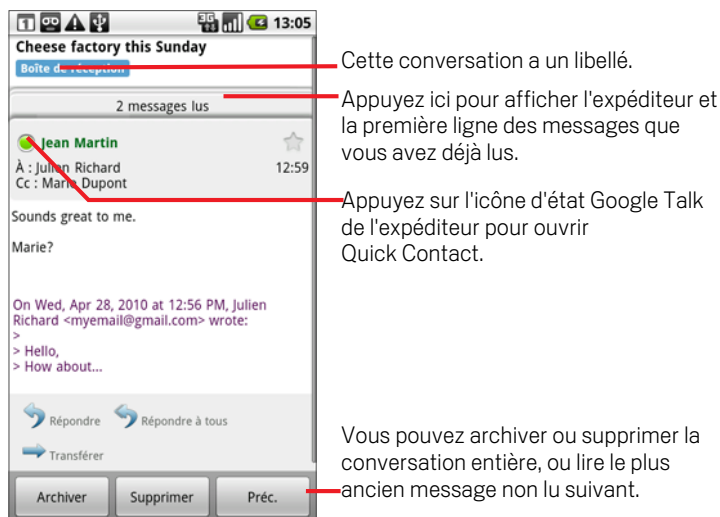 1
3G
13:05
Cheese factory this Sunday
Boîte de réception
2 messages lus
Jean Martin
À : Julien Richard
12:59
Cc : Marie Dupont
Sounds great to me.
Marie?
On Wed, Apr 28, 2010 at 12:56 PM, Julien
Richard <myemail@gmail.com> wrote:
>
> Hello,
> How about...
Répondre
Répondre à tous
Transférer
Archiver
Supprimer
Préc.
Cette conversation a un libellé.
Appuyez ici pour afficher l'expéditeur et
la première ligne des messages que
vous avez déjà lus.
Appuyez sur l'icône d'état Google Talk
de l'expéditeur pour ouvrir
Quick Contact.
Vous pouvez archiver ou supprimer la
conversation entière, ou lire le plus
ancien message non lu suivant.